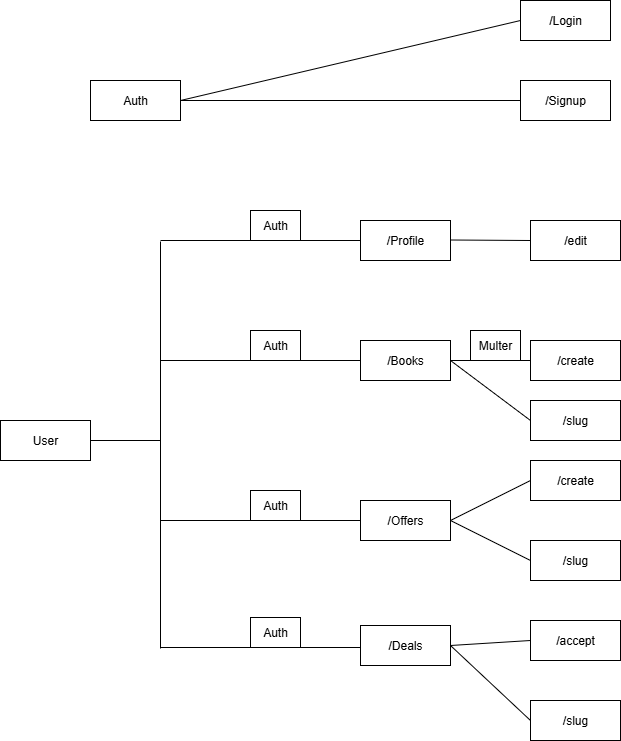 /Login
Auth
/Signup
Auth
/Profile
/edit
Auth
/Books
Multer
/create
/slug
User
/create
Auth
/Offers
/slug
Auth
/Deals
/accept
/slug